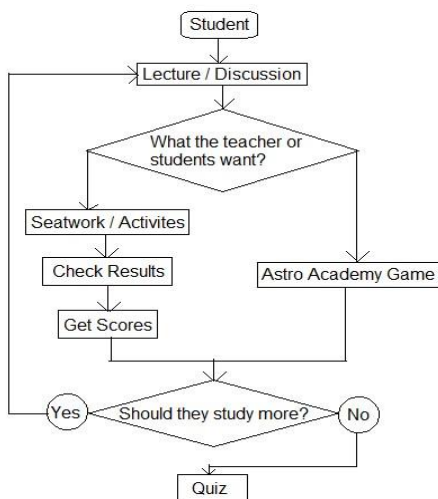 Student
Lecture / Discussion
What the teacher or
students want?
Seatwork / Activites
Check Results
Astro Academy Game
Get Scores
Yes
Should they study more?
No
Quiz